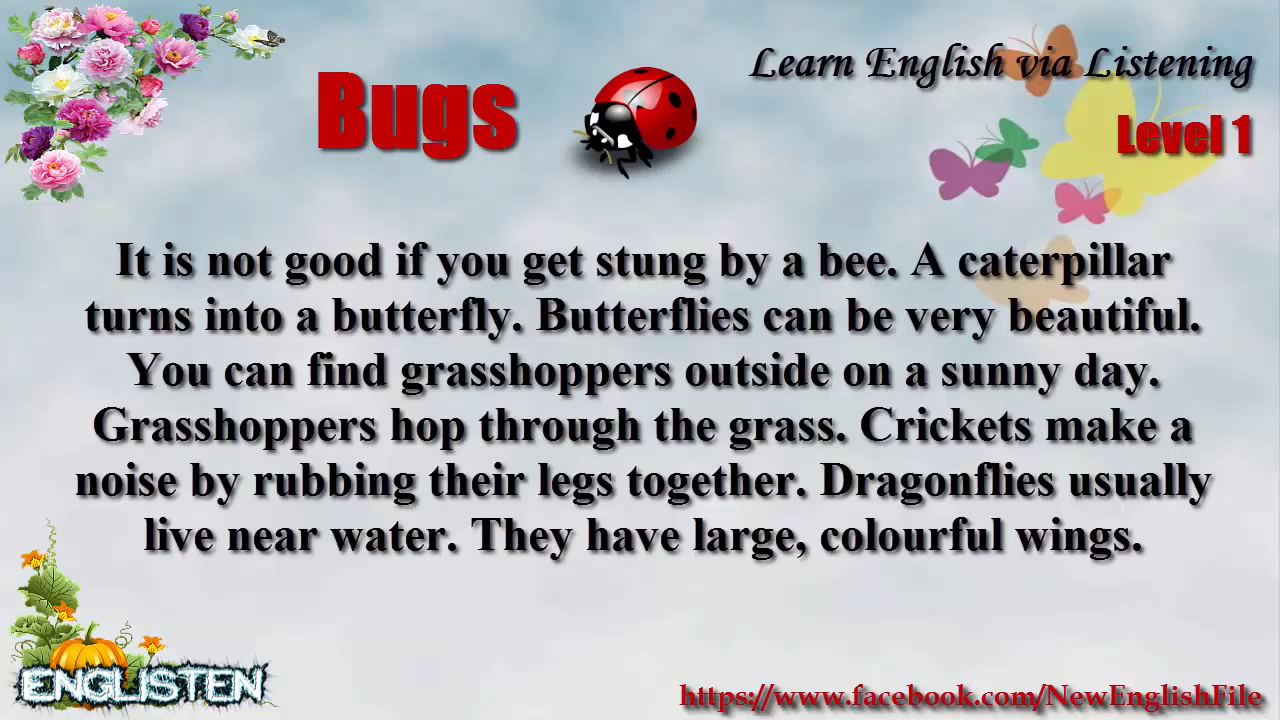 Learn English via Listening
Bugs
Level 1
It is not good if you get stung by a bee. A caterpillar
turns into a butterfly. Butterflies can be very beautiful.
You can find grasshoppers outside on a sunny day.
Grasshoppers hop through the grass. Crickets make a
noise by rubbing their legs together. Dragonflies usually
live near water. They have large, colourful wings.
ENGLISTEN
https://www.facebook.com/NewEnglishFile